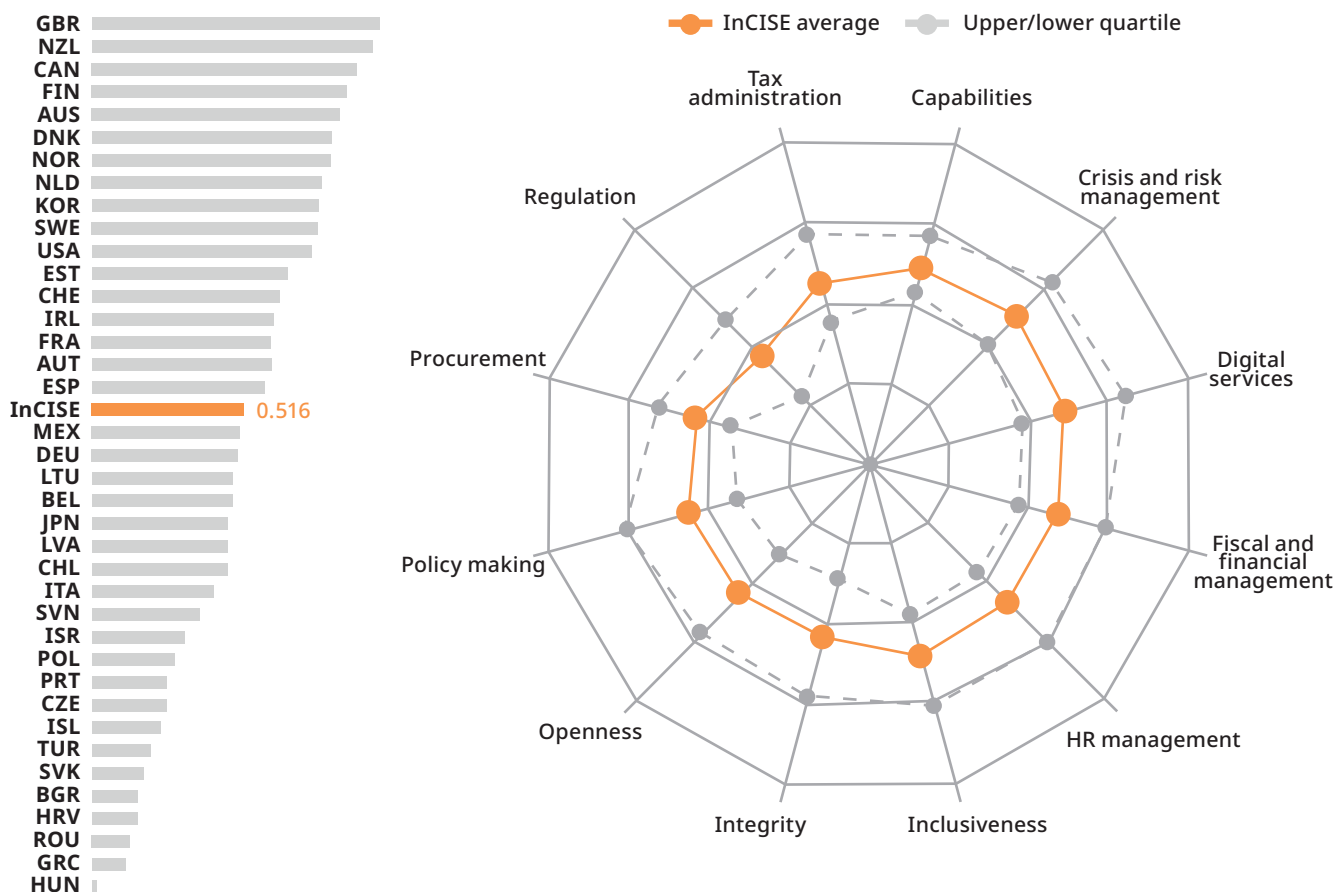 GBR
NZL
CAN
FIN
AUS
DNK
NOR
NLD
KOR
SWE
USA
EST
CHE
IRL
FRA
AUT
ESP
InCISE 0.516
MEX
DEU
LTU
BEL
JPN
LVA
CHL
ITA
SVN
ISR
POL
PRT
CZE
ISL
TUR
SVK
BGR
HRV
ROU
GRC
HUN
InCISE average
Upper/lower quartile
Tax
administration
Capabilities
Crisis and risk
management
Digital
services
Fiscal and
financial
management
HR management
Inclusiveness
Integrity
Openness
Policy making
Procurement
Regulation